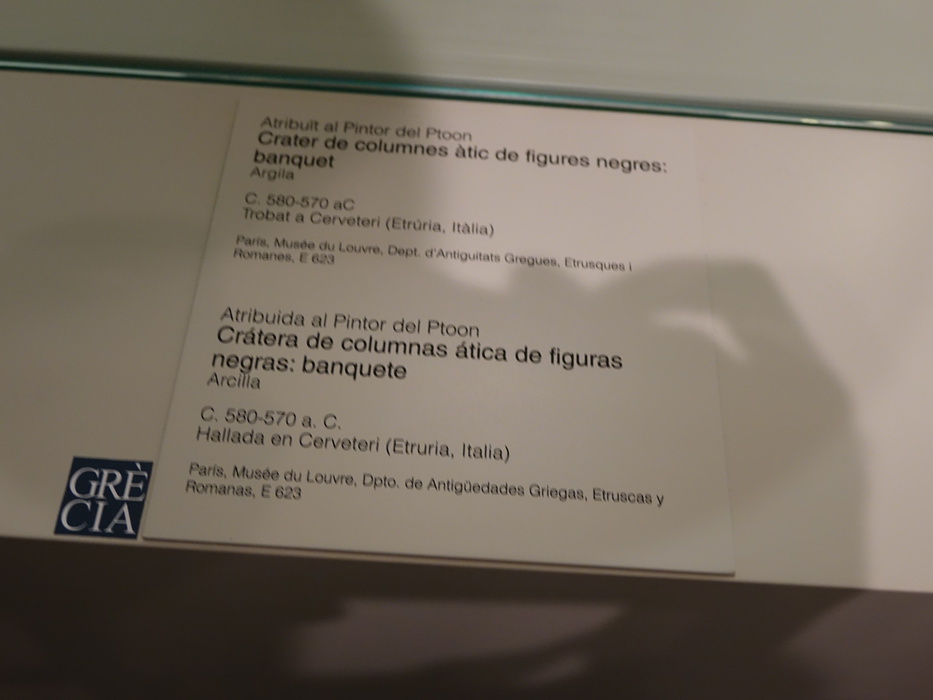 Atribuït al Pintor del Ptoon
Crater de columnes àtic de figures negres:
banquet
Argila
C. 580-570 aC
Trobat a Cerveteri (Etrúria, Itàlia)
París, Musée du Louvre, Dept. d'Antiguitats Gregues, Etrusques i
Romanes, E 623
Atribuida al Pintor del Ptoon
Crátera de columnas ática de figuras
negras: banquete
Arcilla
C. 580-570 a. C.
Hallada en Cerveteri (Etruria, Italia)
París, Musée du Louvre, Dpto. de Antigüedades Griegas, Etruscas y
Romanas, E 623
GRÈ
CIA